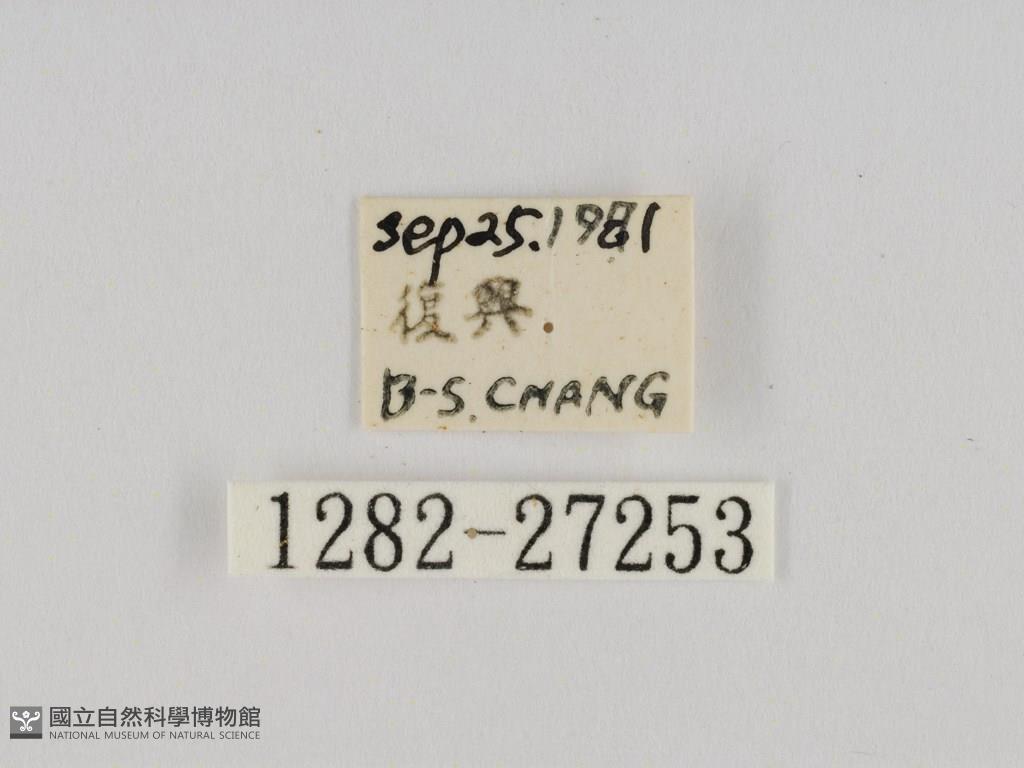 sep25.1981
復興
B-S.CHANG
1282-27253
國立自然科學博物館
NATIONAL MUSEUM OF NATURAL SCIENCE